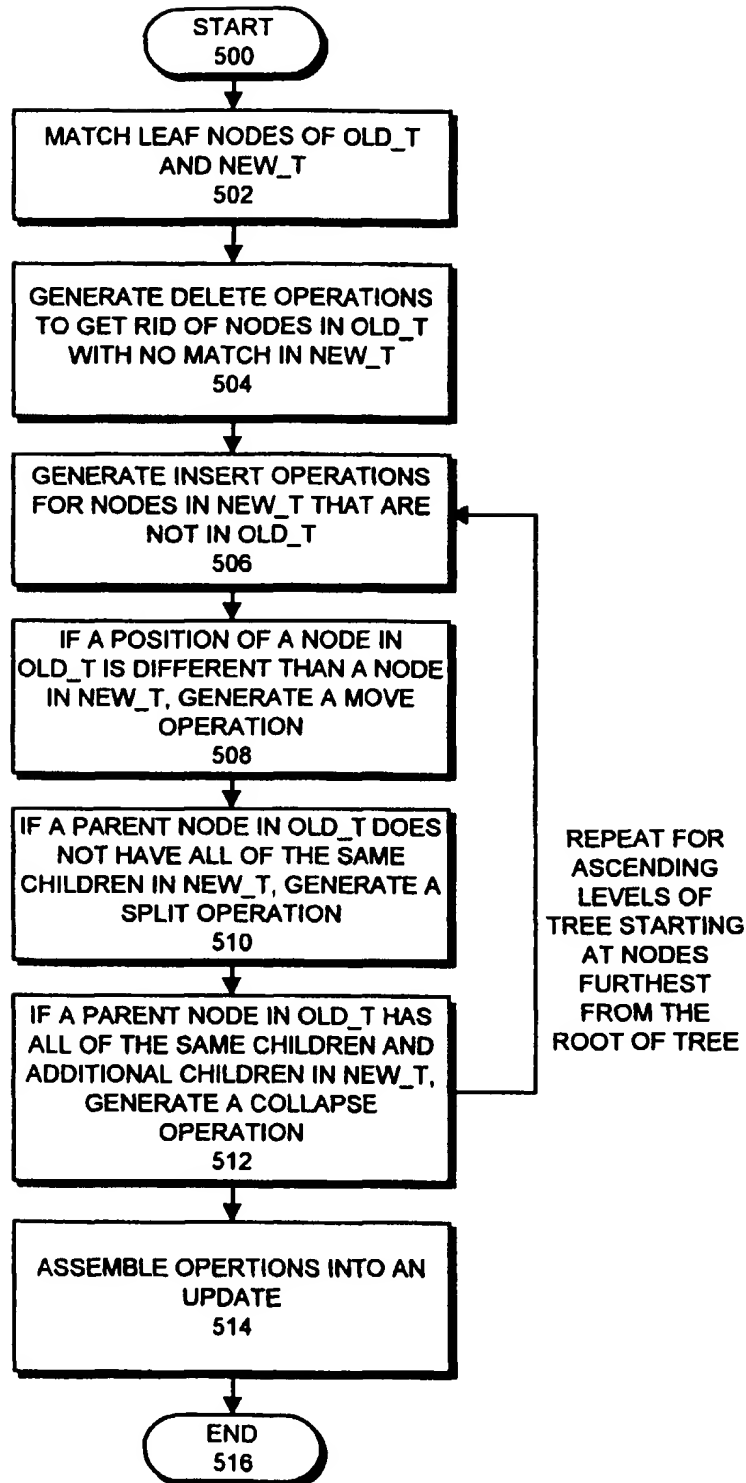 START
500
MATCH LEAF NODES OF OLD_T
AND NEW_T
502
GENERATE DELETE OPERATIONS
TO GET RID OF NODES IN OLD_T
WITH NO MATCH IN NEW_T
504
GENERATE INSERT OPERATIONS
FOR NODES IN NEW_T THAT ARE
NOT IN OLD_T
506
IF A POSITION OF A NODE IN
OLD_T IS DIFFERENT THAN A NODE
IN NEW_T, GENERATE A MOVE
OPERATION
508
IF A PARENT NODE IN OLD_T DOES
NOT HAVE ALL OF THE SAME
CHILDREN IN NEW_T, GENERATE A
SPLIT OPERATION
510
IF A PARENT NODE IN OLD_T HAS
ALL OF THE SAME CHILDREN AND
ADDITIONAL CHILDREN IN NEW_T,
GENERATE A COLLAPSE
OPERATION
512
REPEAT FOR
ASCENDING
LEVELS OF
TREE STARTING
AT NODES
FURTHEST
FROM THE
ROOT OF TREE
ASSEMBLE OPERTIONS INTO AN
UPDATE
514
END
516